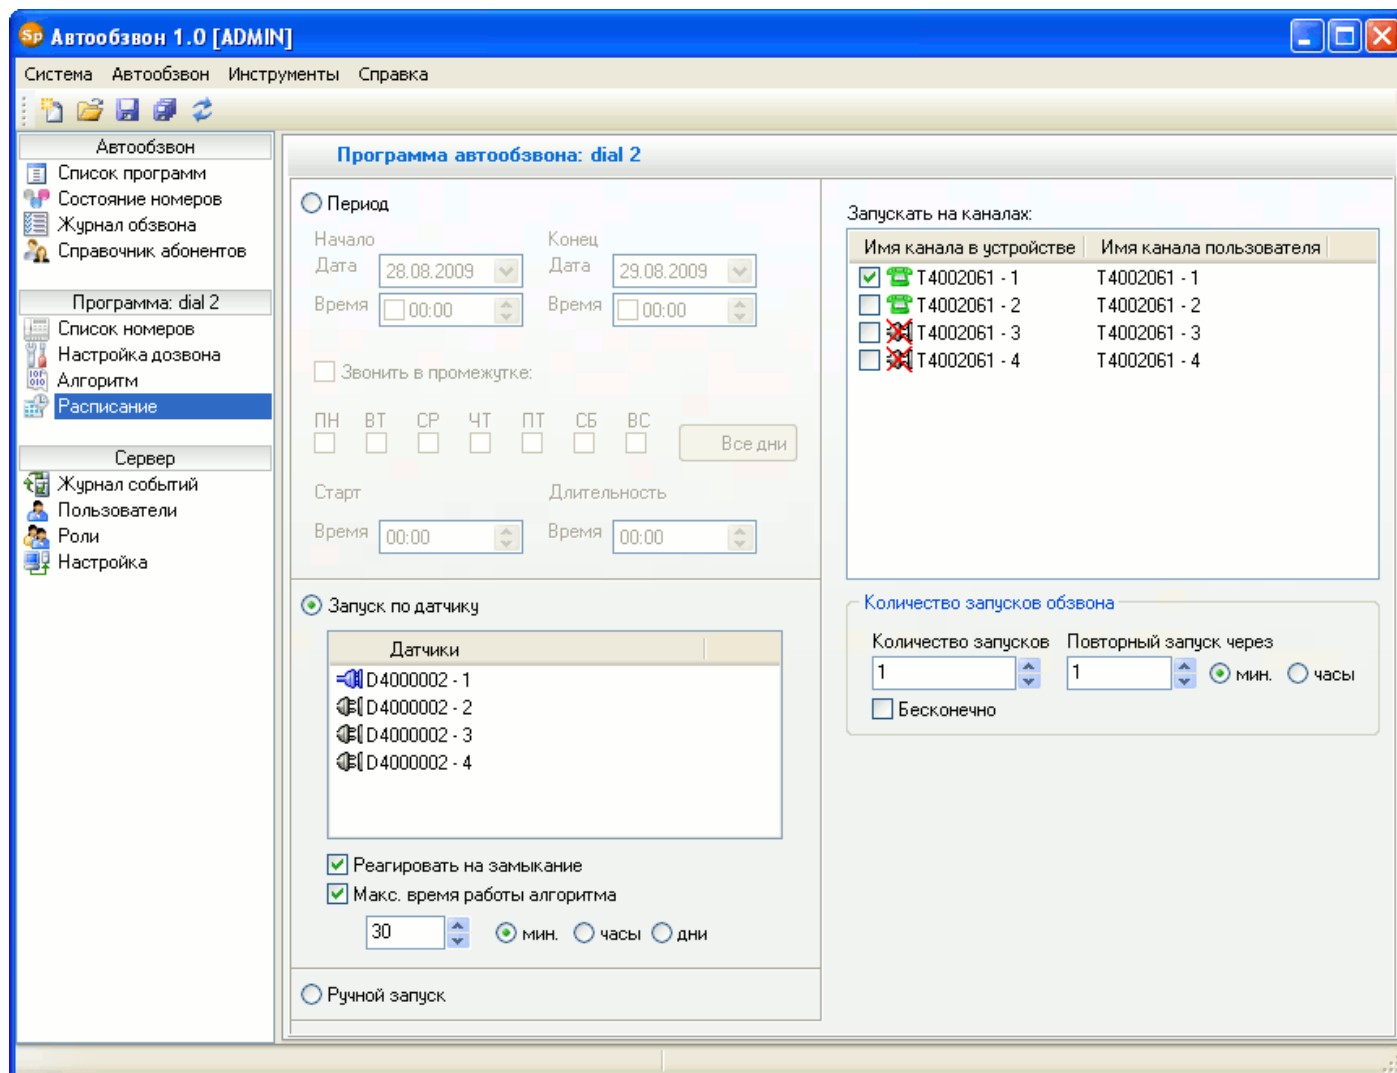 Sp Автообзвон 1.0 [ADMIN]
Система Автообзвон Инструменты Справка
Автообзвон
Список программ
Состояние номеров
Журнал обзвона
Справочник абонентов
Программа: dial 2
Список номеров
Настройка дозвона
Алгоритм
Расписание
Сервер
Журнал событий
Пользователи
Роли
Настройка
Программа автообзвона: dial 2
Период
Начало Конец
Дата 28.08.2009 Дата 29.08.2009
Время 00:00 Время 00:00
Звонить в промежутке:
ПН ВТ СР ЧТ ПТ СБ ВС
Все дни
Старт Длительность
Время 00:00 Время 00:00
Запуск по датчику
Датчики
D4000002 - 1
D4000002 - 2
D4000002 - 3
D4000002 - 4
Реагировать на замыкание
Макс. время работы алгоритма
30 мин. часы дни
Ручной запуск
Запускать на каналах:
Имя канала в устройстве Имя канала пользователя
T4002061 - 1 T4002061 - 1
T4002061 - 2 T4002061 - 2
T4002061 - 3 T4002061 - 3
T4002061 - 4 T4002061 - 4
Количество запусков обзвона
Количество запусков Повторный запуск через
1 1 мин. часы
Бесконечно